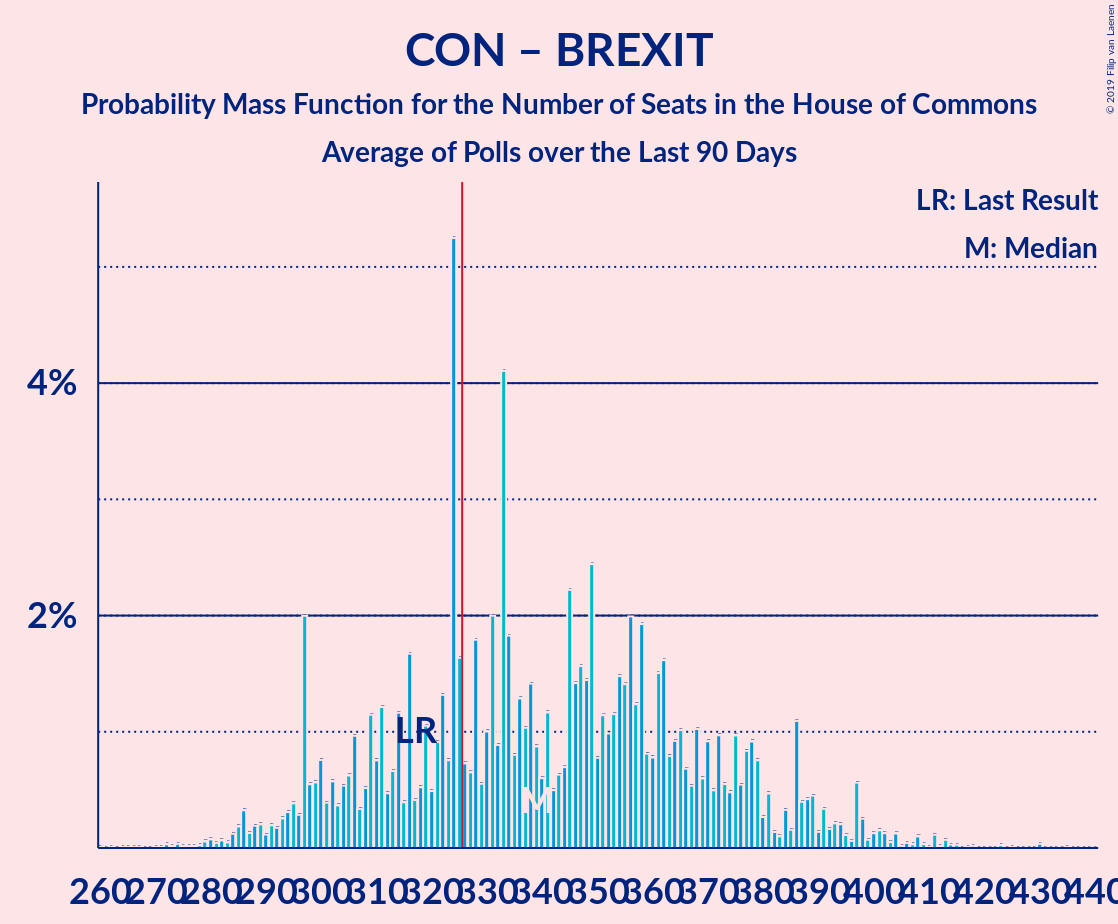 CON – BREXIT
Probability Mass Function for the Number of Seats in the House of Commons
Average of Polls over the Last 90 Days
© 2019 Filip van Laenen
LR: Last Result
M: Median
4%
2%
LR
M
260 270 280 290 300 310 320 330 340 350 360 370 380 390 400 410 420 430 440